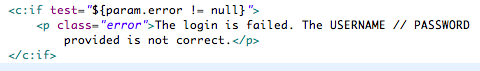 <c:if test="${param.error != null}">
<p class="error">The login is failed. The USERNAME // PASSWORD
provided is not correct.</p>
</c:if>